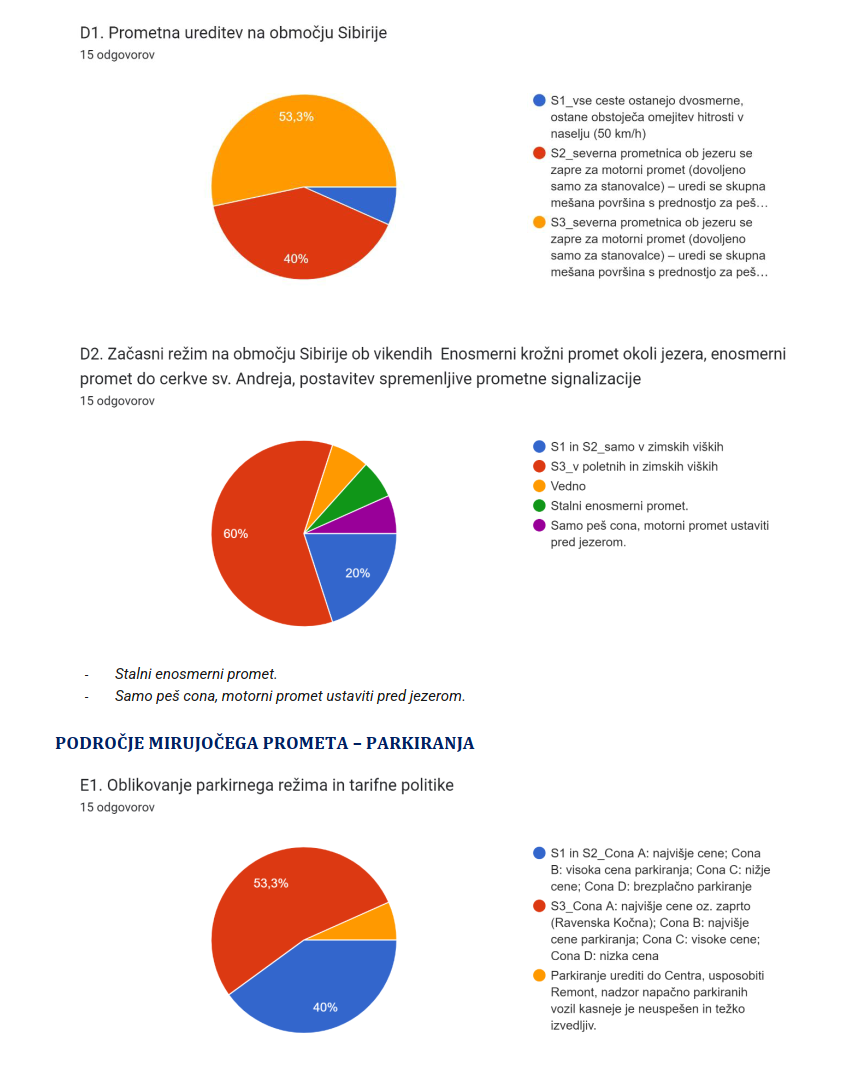 D1. Prometna ureditev na območju Sibirije
15 odgovorov
53,3%
40%
S1_vse ceste ostanejo dvosmerne,
ostane obstoječa omejitev hitrosti v
naselju (50 km/h)
S2_severna prometnica ob jezeru se
zapre za motorni promet (dovoljeno
samo za stanovalce) – uredi se skupna
mešana površina s prednostjo za peš…
S3_severna prometnica ob jezeru se
zapre za motorni promet (dovoljeno
samo za stanovalce) – uredi se skupna
mešana površina s prednostjo za peš…
D2. Začasni režim na območju Sibirije ob vikendih  Enosmerni krožni promet okoli jezera, enosmerni
promet do cerkve sv. Andreja, postavitev spremenljive prometne signalizacije
15 odgovorov
60%
20%
S1 in S2_samo v zimskih viških
S3_v poletnih in zimskih viških
Vedno
Stalni enosmerni promet.
Samo peš cona, motorni promet ustaviti
pred jezerom.
- Stalni enosmerni promet.
- Samo peš cona, motorni promet ustaviti pred jezerom.
PODROČJE MIRUJOČEGA PROMETA – PARKIRANJA
E1. Oblikovanje parkirnega režima in tarifne politike
15 odgovorov
53,3%
40%
S1 in S2_Cona A: najvišje cene; Cona
B: visoka cena parkiranja; Cona C: nižje
cene; Cona D: brezplačno parkiranje
S3_Cona A: najvišje cene oz. zaprto
(Ravenska Kočna); Cona B: najvišje
cene parkiranja; Cona C: visoke cene;
Cona D: nizka cena
Parkiranje urediti do Centra, usposobiti
Remont, nadzor napačno parkiranih
vozil kasneje je neuspešen in težko
izvedljiv.